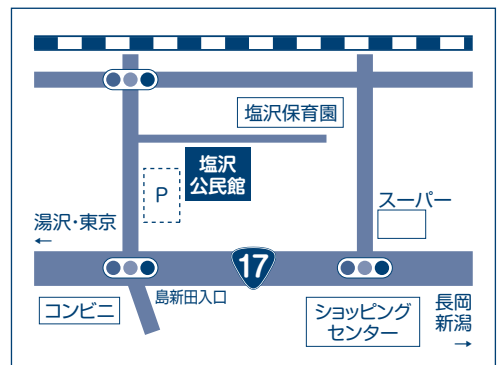 塩沢保育園
塩沢
公民館
P
スーパー
湯沢・東京
←
17
島新田入口
コンビニ
ショッピング
センター
長岡
新潟
→